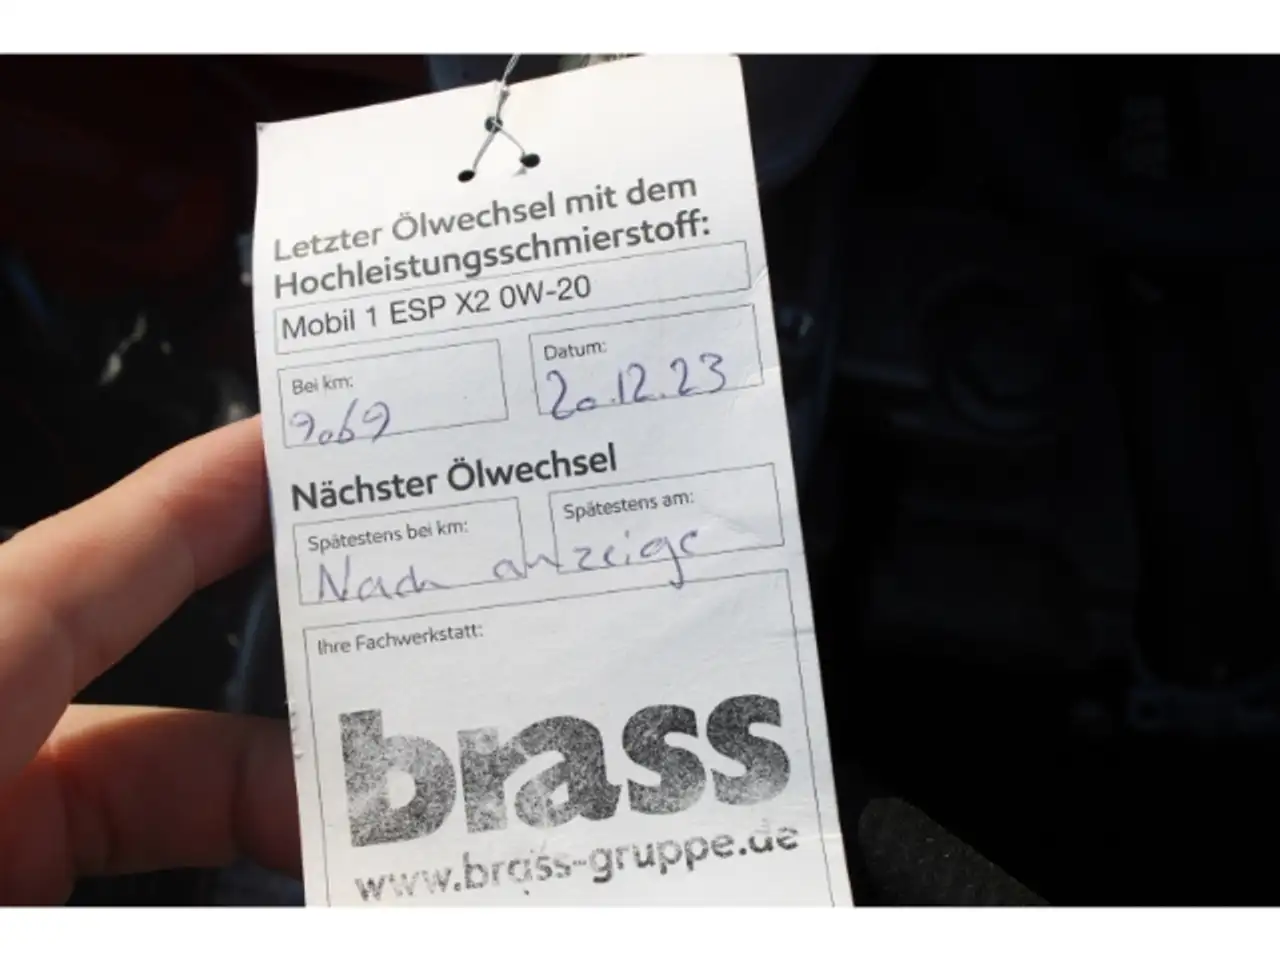 Letzter Ölwechsel mit dem
Hochleistungsschmierstoff:
Mobil 1 ESP X2 0W-20
Bei km:
9069
Datum:
20.12.23
Nächster Ölwechsel
Spätestens bei km:
Spätestens am:
Nach anzeige
Ihre Fachwerkstatt:
brass
www.brass-gruppe.de